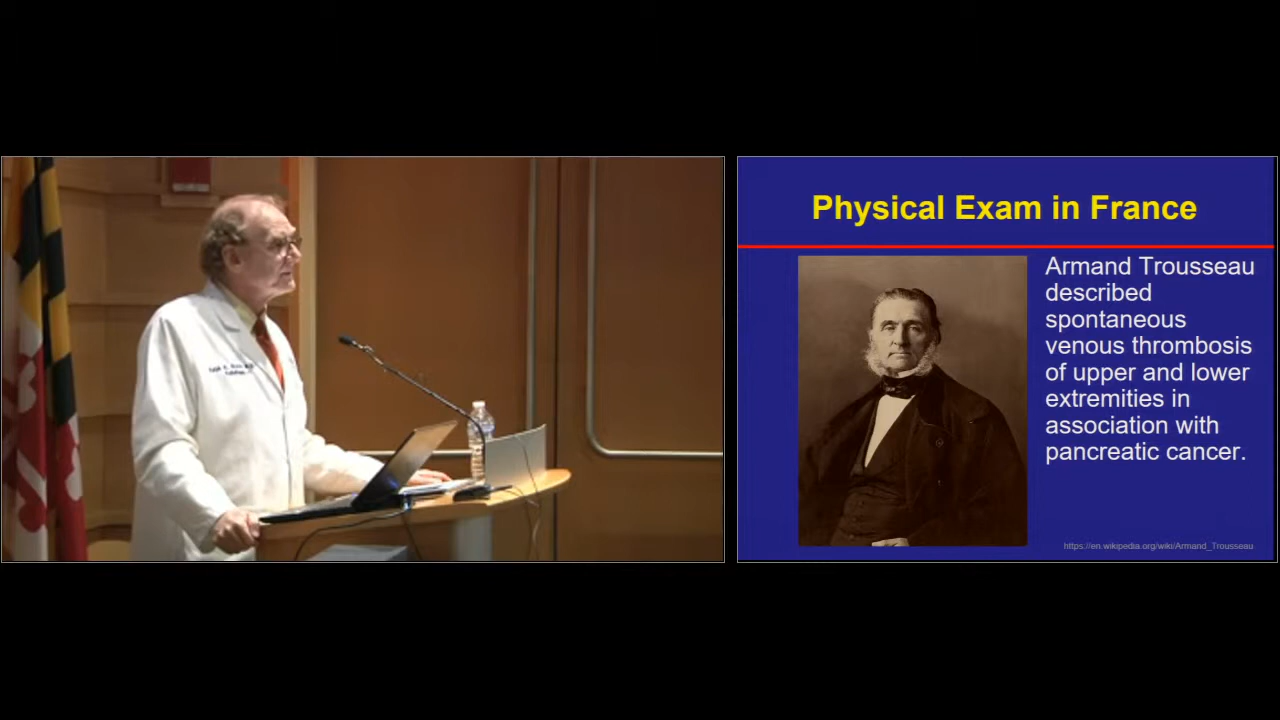 Physical Exam in France
Armand Trousseau
described
spontaneous
venous thrombosis
of upper and lower
extremities in
association with
pancreatic cancer.
https://en.wikipedia.org/wiki/Armand_Trousseau